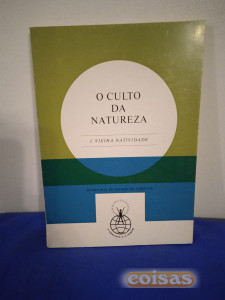 O CULTO
DA
NATUREZA
J. VIEIRA NATIVIDADE
coisas